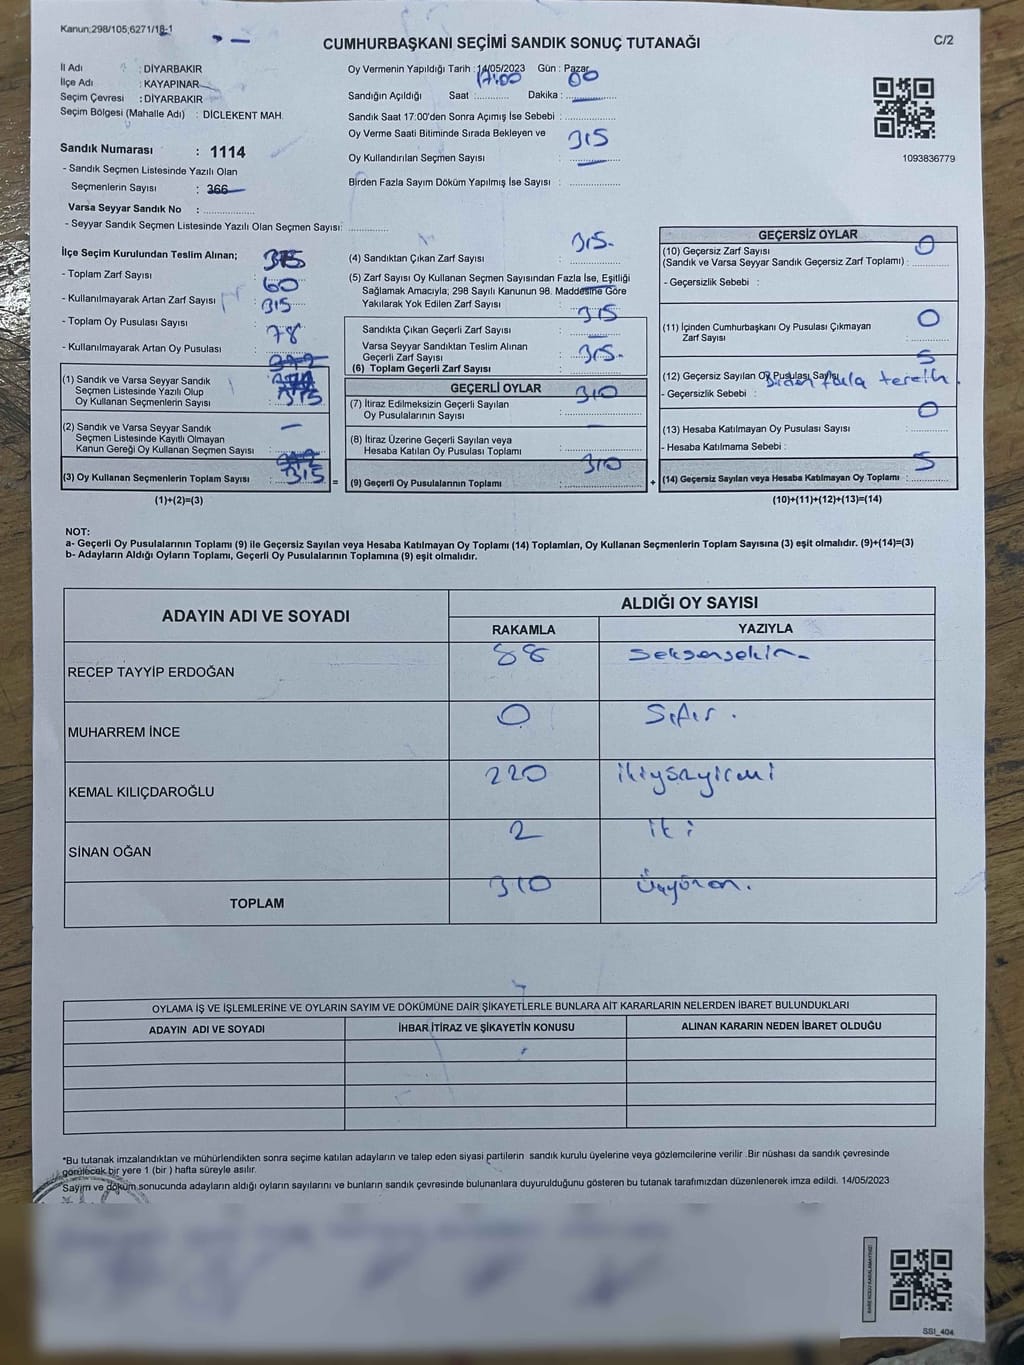 Kanun;298/105;6271/18-1
CUMHURBAŞKANI SEÇİMİ SANDIK SONUÇ TUTANAĞI
C/2
İl Adı : DİYARBAKIR
İlçe Adı : KAYAPINAR
Seçim Çevresi : DİYARBAKIR
Seçim Bölgesi (Mahalle Adı) : DİCLEKENT MAH.
Sandık Numarası : 1114
- Sandık Seçmen Listesinde Yazılı Olan
Seçmenlerin Sayısı : 366
Varsa Seyyar Sandık No : ................
- Seyyar Sandık Seçmen Listesinde Yazılı Olan Seçmen Sayısı: ............
Oy Vermenin Yapıldığı Tarih : 14/05/2023 Gün : Pazar
Sandığın Açıldığı Saat 17:00 Dakika : 00
Sandık Saat 17:00'den Sonra Açımış İse Sebebi : ................
Oy Verme Saati Bitiminde Sırada Bekleyen ve
Oy Kullandırılan Seçmen Sayısı 315
Birden Fazla Sayım Döküm Yapılmış İse Sayısı : ................
1093836779
İlçe Seçim Kurulundan Teslim Alınan;
- Toplam Zarf Sayısı : 375
- Kullanılmayarak Artan Zarf Sayısı : 60
- Toplam Oy Pusulası Sayısı : 315
- Kullanılmayarak Artan Oy Pusulası : 78
(1) Sandık ve Varsa Seyyar Sandık
Seçmen Listesinde Yazılı Olup
Oy Kullanan Seçmenlerin Sayısı : 315
(2) Sandık ve Varsa Seyyar Sandık
Seçmen Listesinde Kayıtlı Olmayan
Kanun Gereği Oy Kullanan Seçmen Sayısı : —
(3) Oy Kullanan Seçmenlerin Toplam Sayısı : 315
(1)+(2)=(3)
(4) Sandıktan Çıkan Zarf Sayısı : 315.
(5) Zarf Sayısı Oy Kullanan Seçmen Sayısından Fazla İse, Eşitliği
Sağlamak Amacıyla; 298 Sayılı Kanunun 98. Maddesine Göre
Yakılarak Yok Edilen Zarf Sayısı :
Sandıkta Çıkan Geçerli Zarf Sayısı : 315
Varsa Seyyar Sandıktan Teslim Alınan
Geçerli Zarf Sayısı :
(6) Toplam Geçerli Zarf Sayısı : 315.
GEÇERLİ OYLAR
(7) İtiraz Edilmeksizin Geçerli Sayılan
Oy Pusulalarının Sayısı : 310
(8) İtiraz Üzerine Geçerli Sayılan veya
Hesaba Katılan Oy Pusulası Toplamı :
=
(9) Geçerli Oy Pusulalarının Toplamı : 310
+
GEÇERSİZ OYLAR
(10) Geçersiz Zarf Sayısı
(Sandık ve Varsa Seyyar Sandık Geçersiz Zarf Toplamı) : 0
- Geçersizlik Sebebi :
(11) İçinden Cumhurbaşkanı Oy Pusulası Çıkmayan
Zarf Sayısı 0
(12) Geçersiz Sayılan Oy Pusulası Sayısı 5
- Geçersizlik Sebebi : Birden fazla tercih.
(13) Hesaba Katılmayan Oy Pusulası Sayısı 0
- Hesaba Katılmama Sebebi :
(14) Geçersiz Sayılan veya Hesaba Katılmayan Oy Toplamı : 5
(10)+(11)+(12)+(13)=(14)
NOT:
a- Geçerli Oy Pusulalarının Toplamı (9) ile Geçersiz Sayılan veya Hesaba Katılmayan Oy Toplamı (14) Toplamları, Oy Kullanan Seçmenlerin Toplam Sayısına (3) eşit olmalıdır. (9)+(14)=(3)
b- Adayların Aldığı Oyların Toplamı, Geçerli Oy Pusulalarının Toplamına (9) eşit olmalıdır.
ADAYIN ADI VE SOYADI
ALDIĞI OY SAYISI
RAKAMLA YAZIYLA
RECEP TAYYİP ERDOĞAN 88 Seksensekiz
MUHARREM İNCE 0 Sıfır.
KEMAL KILIÇDAROĞLU 220 ikiyüzyirmi
SİNAN OĞAN 2 iki
TOPLAM 310 Üçyüzon.
OYLAMA İŞ VE İŞLEMLERİNE VE OYLARIN SAYIM VE DÖKÜMÜNE DAİR ŞİKAYETLERLE BUNLARA AİT KARARLARIN NELERDEN İBARET BULUNDUKLARI
ADAYIN ADI VE SOYADI İHBAR İTİRAZ VE ŞİKAYETİN KONUSU ALINAN KARARIN NEDEN İBARET OLDUĞU
*Bu tutanak imzalandıktan ve mühürlendikten sonra seçime katılan adayların ve talep eden siyasi partilerin sandık kurulu üyelerine veya gözlemcilerine verilir .Bir nüshası da sandık çevresinde
görülecek bir yere 1 (bir ) hafta süreyle asılır.
Sayım ve döküm sonucunda adayların aldığı oyların sayılarını ve bunların sandık çevresinde bulunanlara duyurulduğunu gösteren bu tutanak tarafımızdan düzenlenerek imza edildi. 14/05/2023
SSI_404